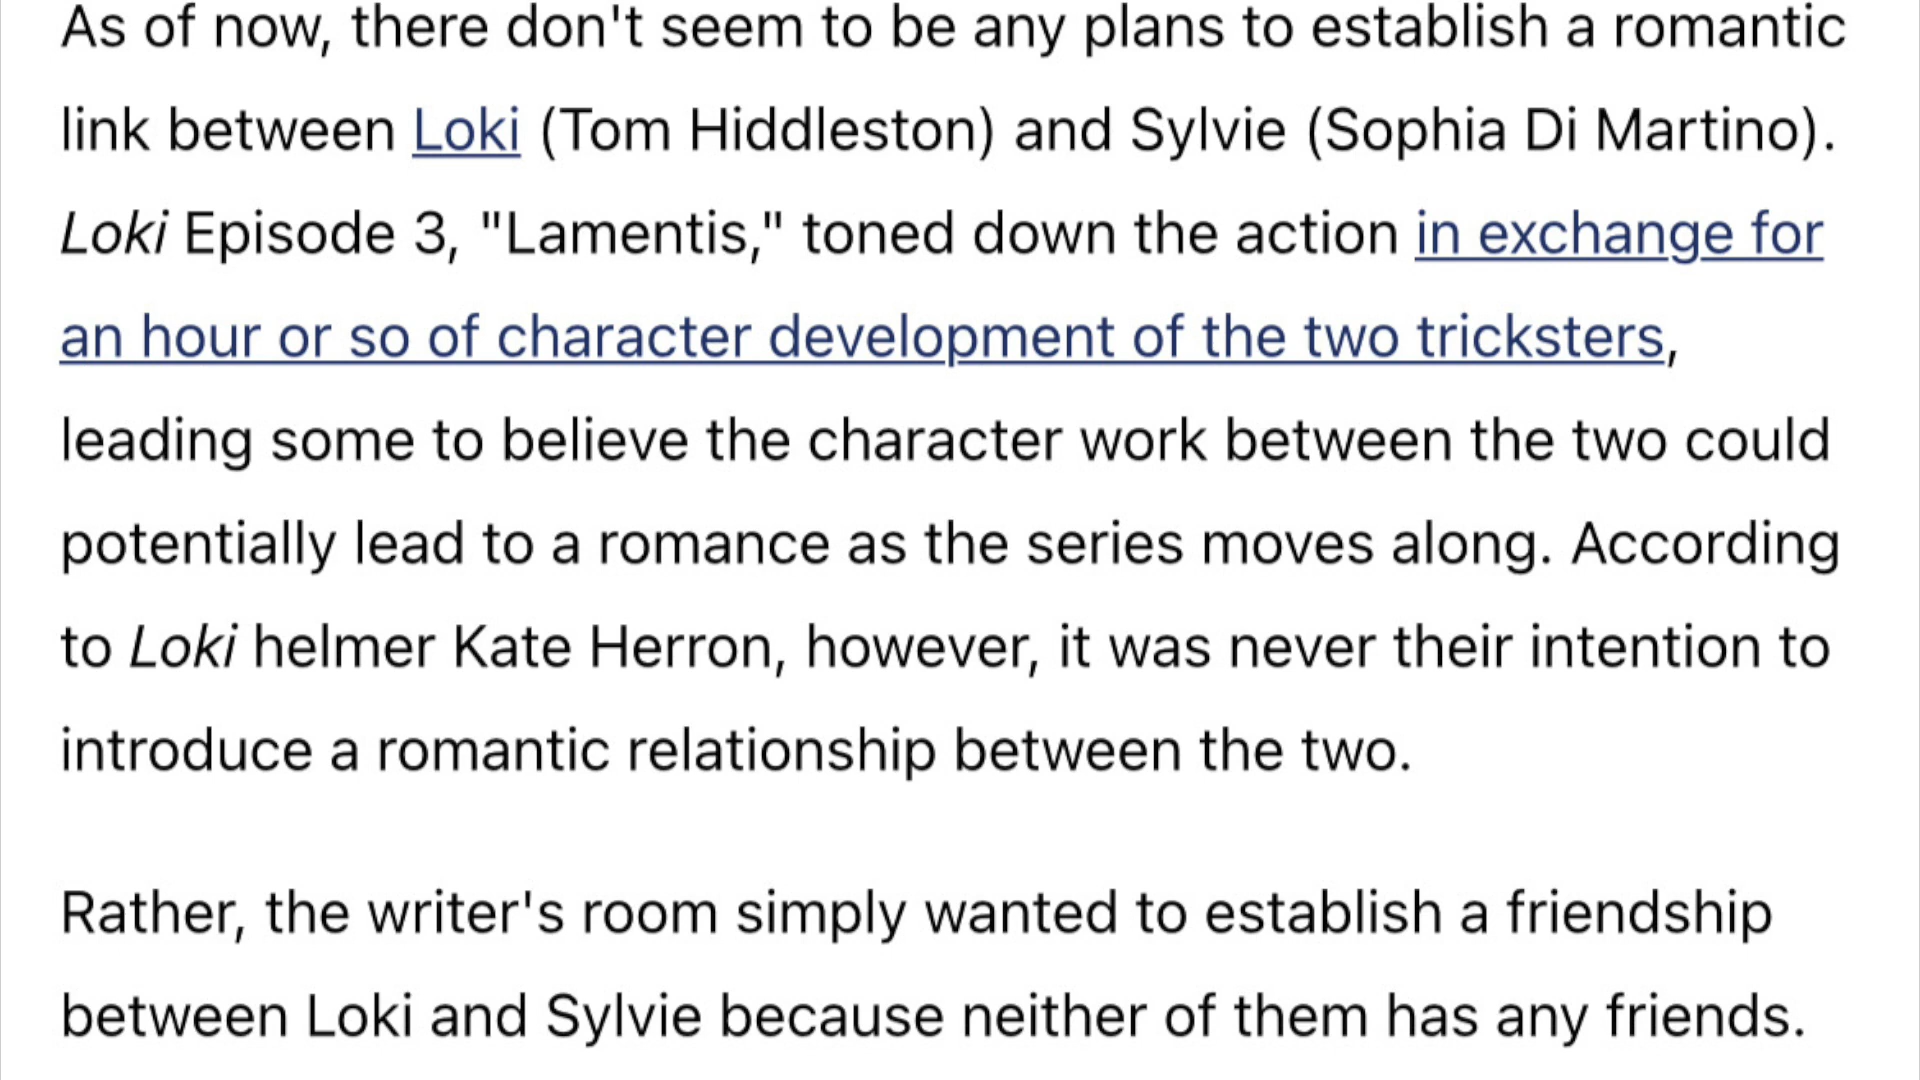 As of now, there don't seem to be any plans to establish a romantic
link between Loki (Tom Hiddleston) and Sylvie (Sophia Di Martino).
Loki Episode 3, "Lamentis," toned down the action in exchange for
an hour or so of character development of the two tricksters,
leading some to believe the character work between the two could
potentially lead to a romance as the series moves along. According
to Loki helmer Kate Herron, however, it was never their intention to
introduce a romantic relationship between the two.
Rather, the writer's room simply wanted to establish a friendship
between Loki and Sylvie because neither of them has any friends.